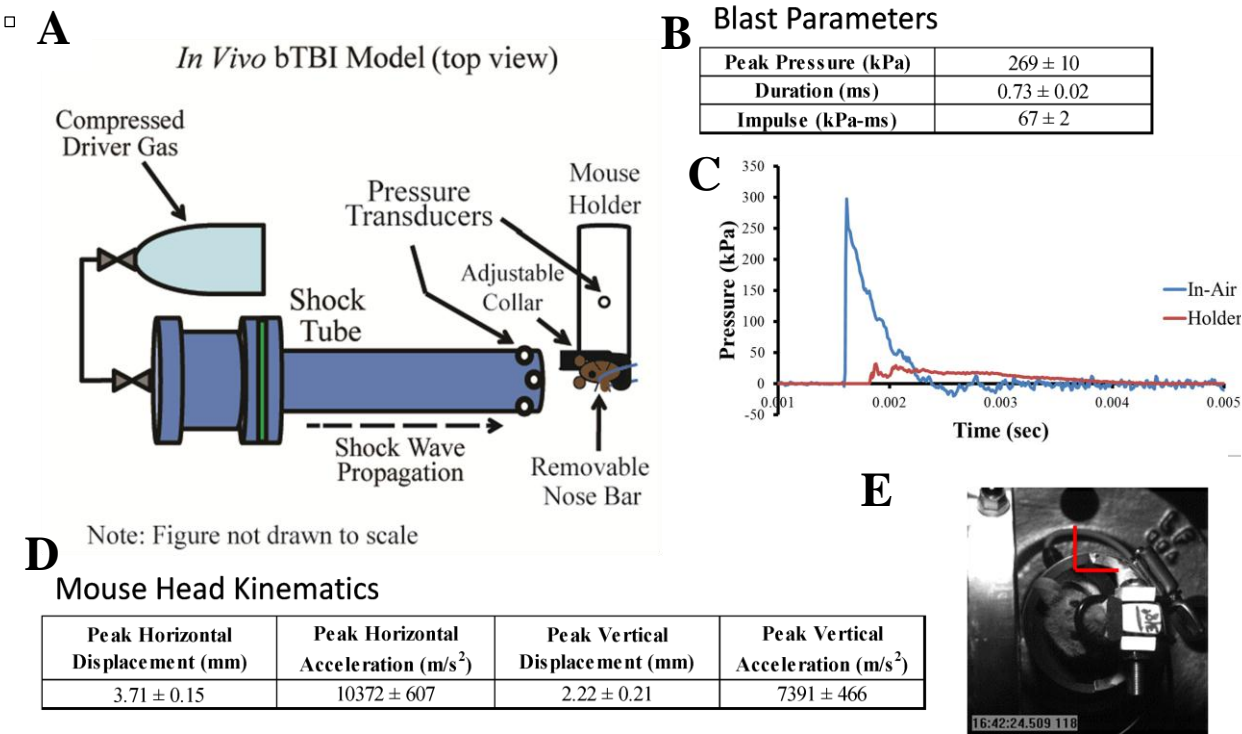 A
In Vivo bTBI Model (top view)
Compressed
Driver Gas
Pressure
Transducers
Mouse
Holder
Adjustable
Collar
Shock
Tube
Shock Wave
Propagation
Removable
Nose Bar
Note: Figure not drawn to scale
B
Blast Parameters
Peak Pressure (kPa) 269 ± 10
Duration (ms) 0.73 ± 0.02
Impulse (kPa-ms) 67 ± 2
C
350
300
250
200
150
100
50
0
-50
Pressure (kPa)
0.001 0.002 0.003 0.004 0.005
Time (sec)
In-Air
Holder
D
Mouse Head Kinematics
Peak Horizontal Displacement (mm) Peak Horizontal Acceleration (m/s²) Peak Vertical Displacement (mm) Peak Vertical Acceleration (m/s²)
3.71 ± 0.15 10372 ± 607 2.22 ± 0.21 7391 ± 466
E
16:42:24.509 118